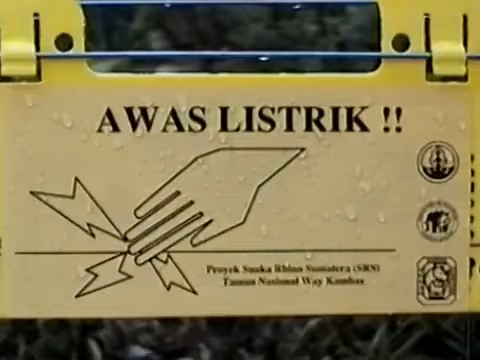 AWAS LISTRIK !!
Proyek Suaka Rhino Sumatera (SRS)
Taman Nasional Way Kambas